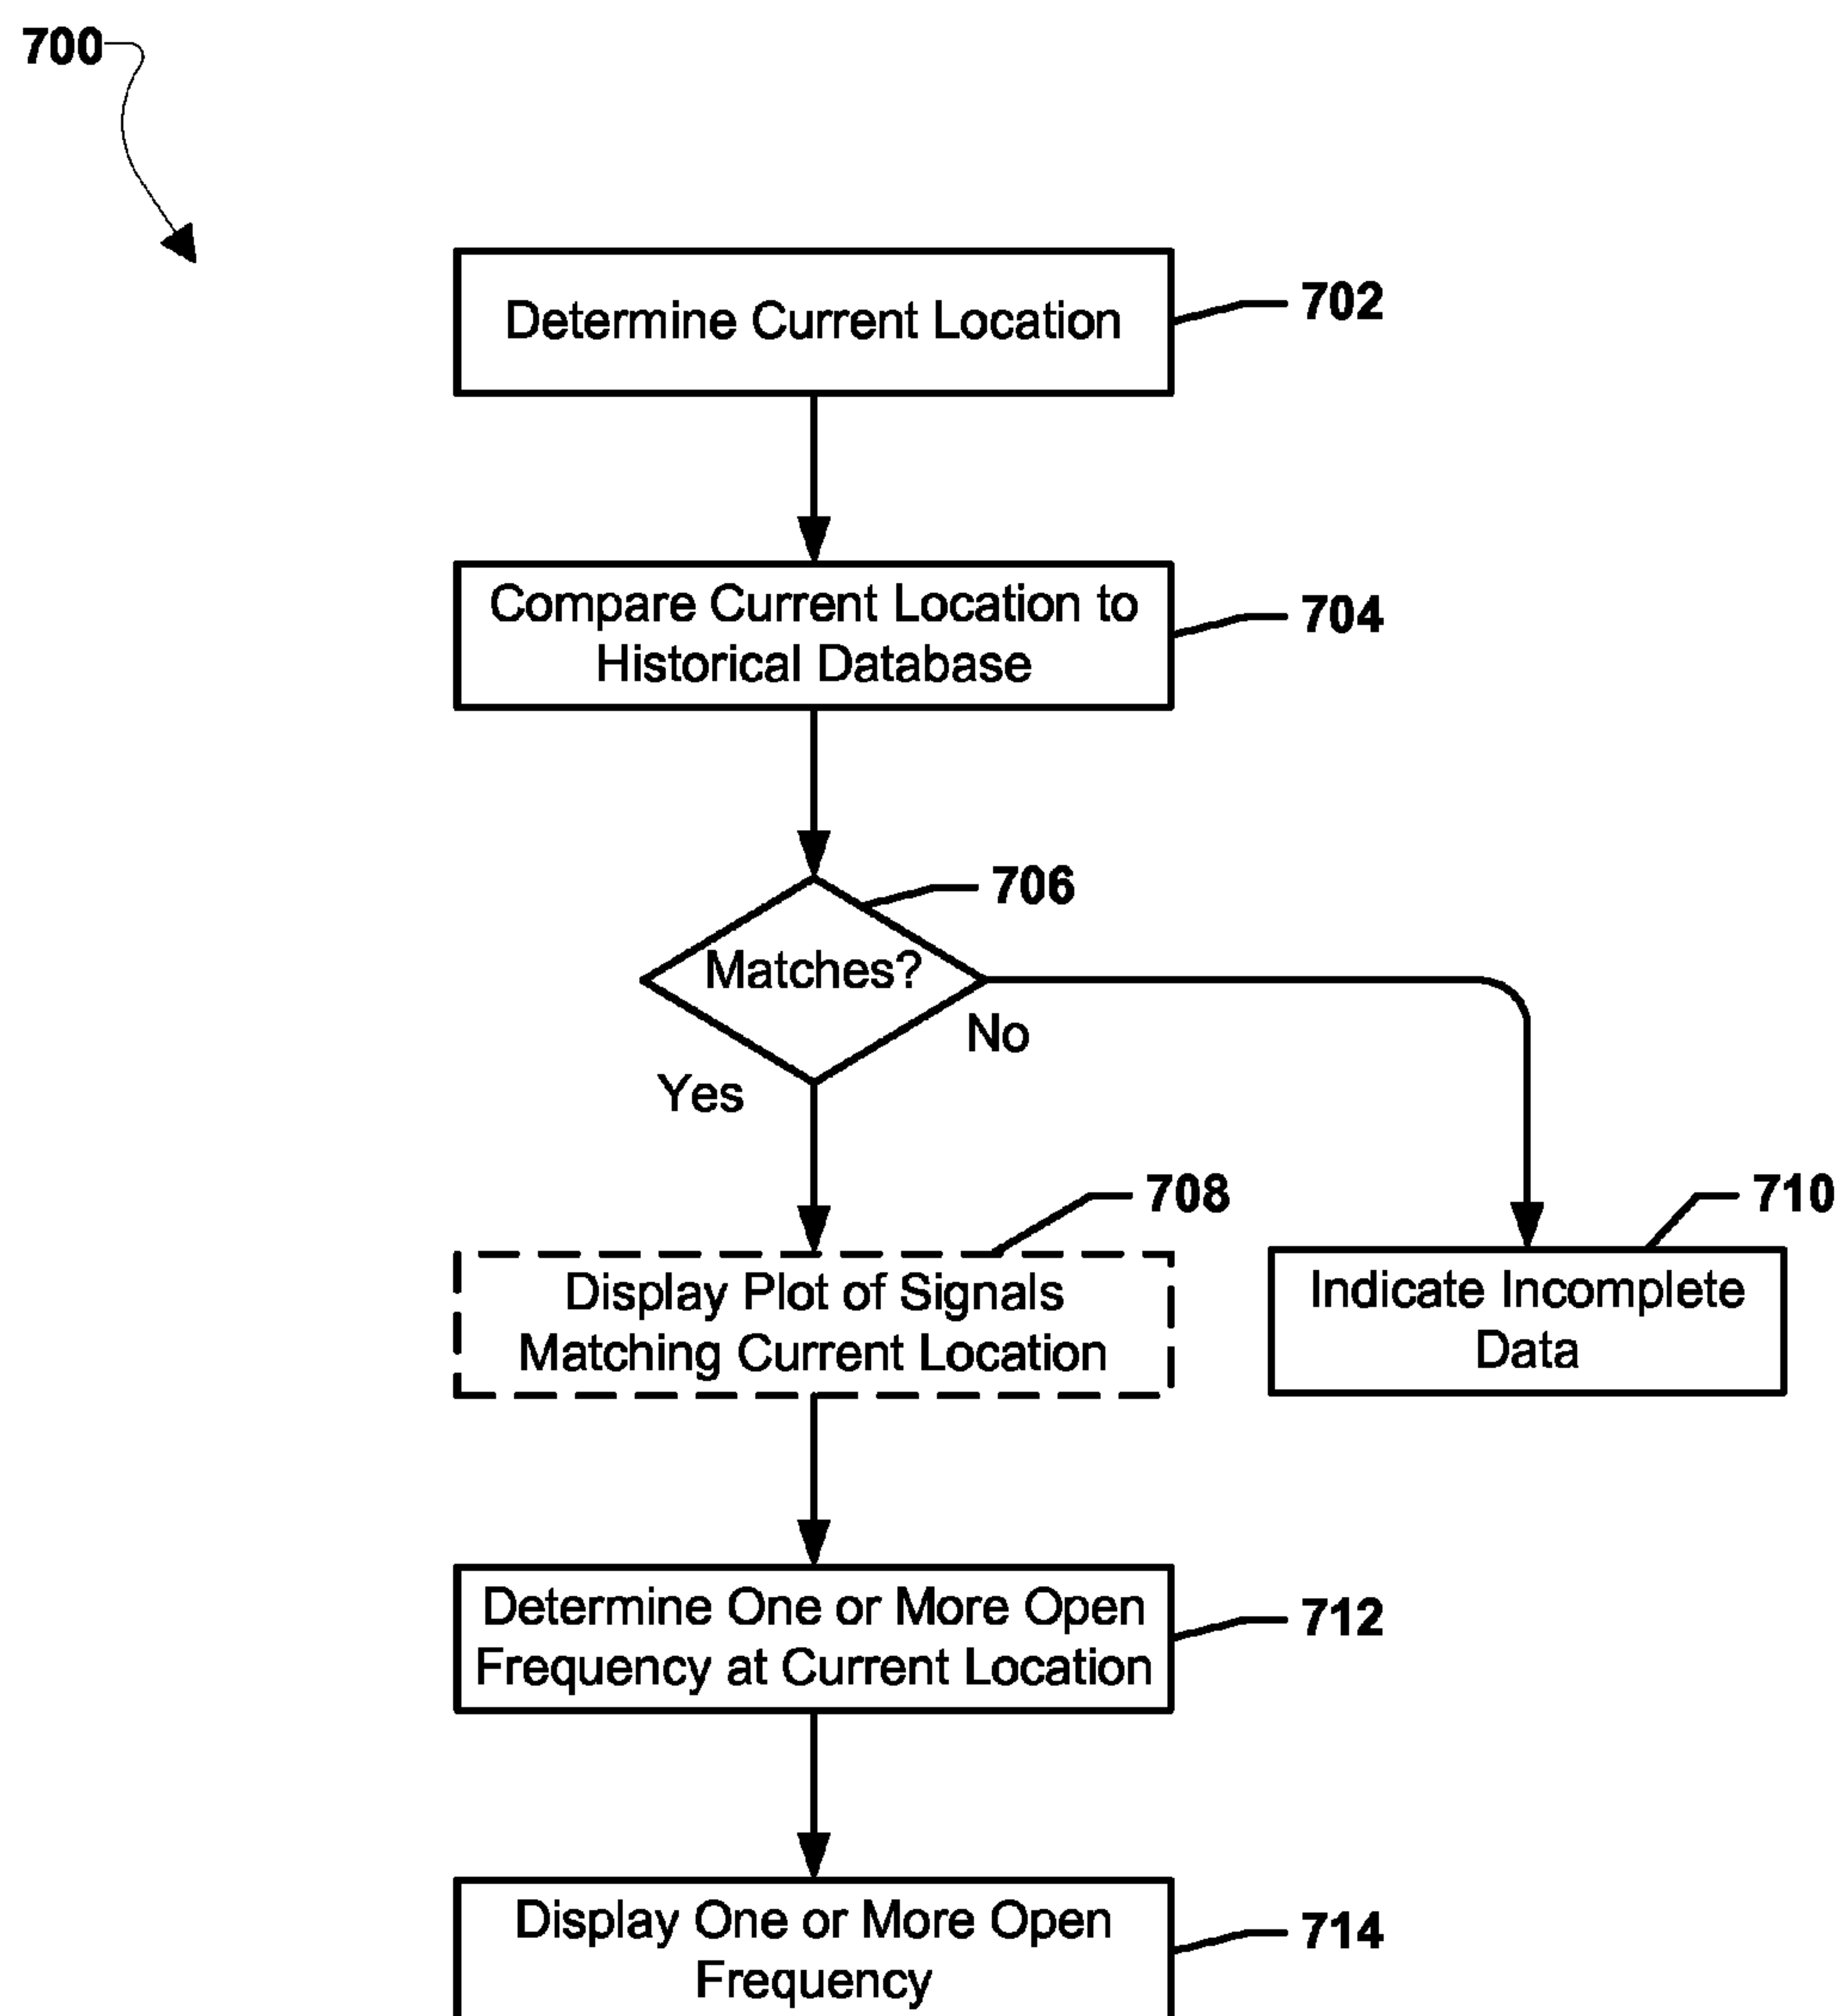 700
Determine Current Location
702
Compare Current Location to
Historical Database
704
706
Matches?
No
Yes
708
710
Display Plot of Signals
Matching Current Location
Indicate Incomplete
Data
Determine One or More Open
Frequency at Current Location
712
Display One or More Open
Frequency
714